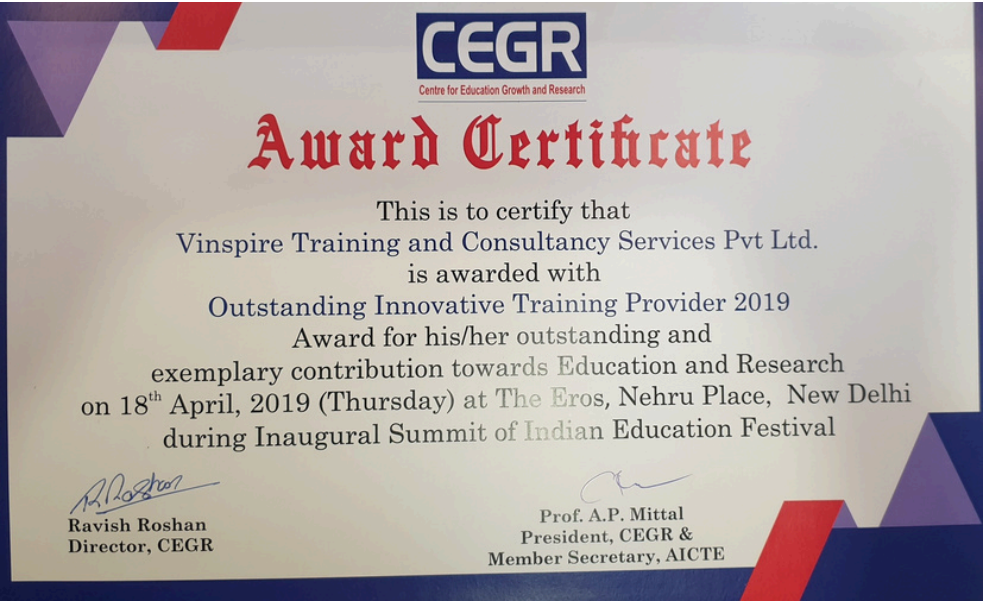 CEGR
Centre for Education Growth and Research
Award Certificate
This is to certify that
Vinspire Training and Consultancy Services Pvt Ltd.
is awarded with
Outstanding Innovative Training Provider 2019
Award for his/her outstanding and
exemplary contribution towards Education and Research
on 18th April, 2019 (Thursday) at The Eros, Nehru Place, New Delhi
during Inaugural Summit of Indian Education Festival
R.Roshan
Ravish Roshan
Director, CEGR
Prof. A.P. Mittal
President, CEGR &
Member Secretary, AICTE